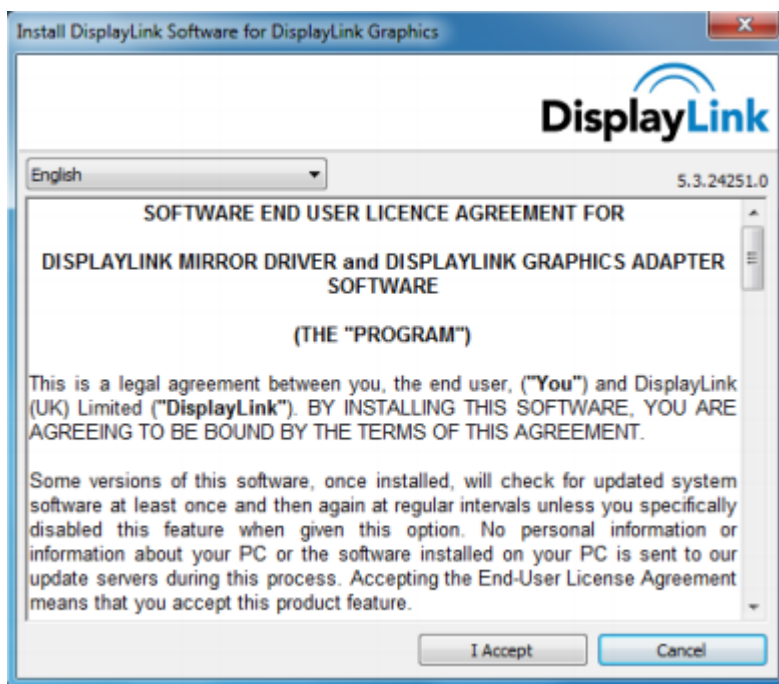 Install DisplayLink Software for DisplayLink Graphics
DisplayLink
English
5.3.24251.0
SOFTWARE END USER LICENCE AGREEMENT FOR
DISPLAYLINK MIRROR DRIVER and DISPLAYLINK GRAPHICS ADAPTER
SOFTWARE
(THE "PROGRAM")
This is a legal agreement between you, the end user, ("You") and DisplayLink
(UK) Limited ("DisplayLink"). BY INSTALLING THIS SOFTWARE, YOU ARE
AGREEING TO BE BOUND BY THE TERMS OF THIS AGREEMENT.
Some versions of this software, once installed, will check for updated system
software at least once and then again at regular intervals unless you specifically
disabled this feature when given this option. No personal information or
information about your PC or the software installed on your PC is sent to our
update servers during this process. Accepting the End-User License Agreement
means that you accept this product feature.
I Accept
Cancel